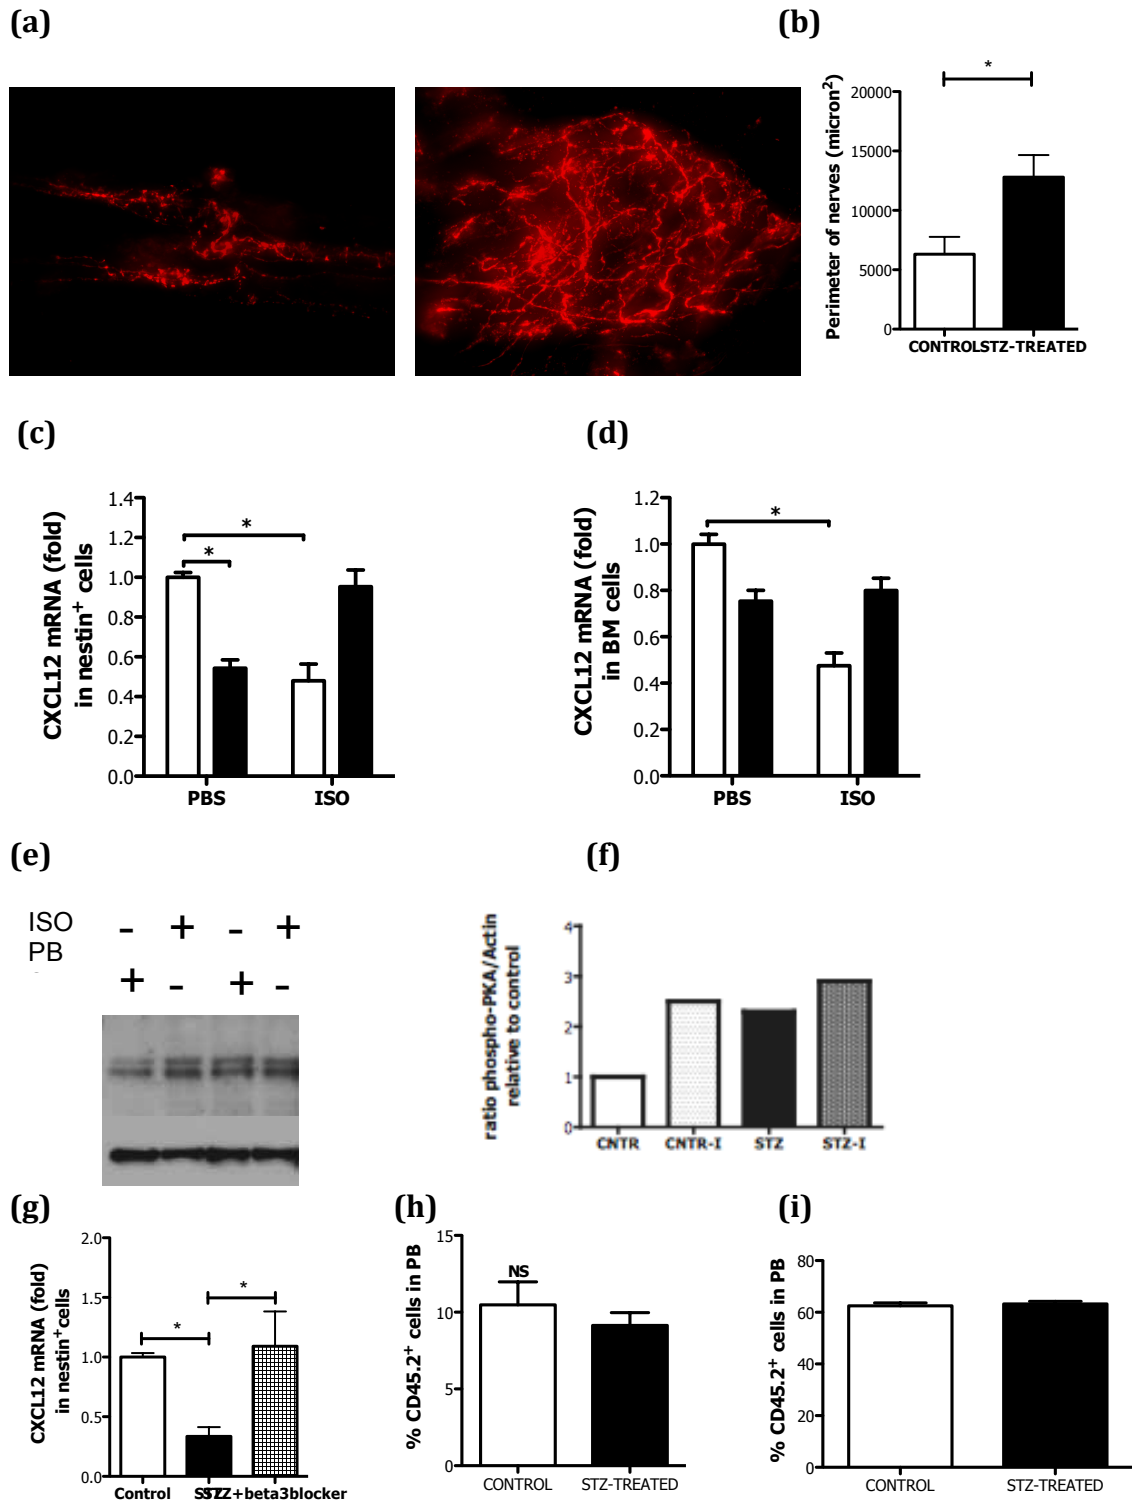 (a)
(b)
*
20000
15000
10000
5000
0
Perimeter of nerves (micron²)
CONTROL STZ-TREATED
(c)
1.4
1.2
1.0
0.8
0.6
0.4
0.2
0.0
CXCL12 mRNA (fold)
in nestin⁺ cells
*
*
PBS ISO
(d)
1.2
1.0
0.8
0.6
0.4
0.2
0.0
CXCL12 mRNA (fold)
in BM cells
*
PBS ISO
(e)
ISO - + - +
PB
+ - + -
(f)
4
3
2
1
0
ratio phospho-PKA/Actin
relative to control
CNTR CNTR-I STZ STZ-I
(g)
2.0
1.5
1.0
0.5
0.0
CXCL12 mRNA (fold)
in nestin⁺cells
*
*
Control STZ STZ+beta3blocker
(h)
15
10
5
0
% CD45.2⁺ cells in PB
NS
CONTROL STZ-TREATED
(i)
80
60
40
20
0
% CD45.2⁺ cells in PB
CONTROL STZ-TREATED